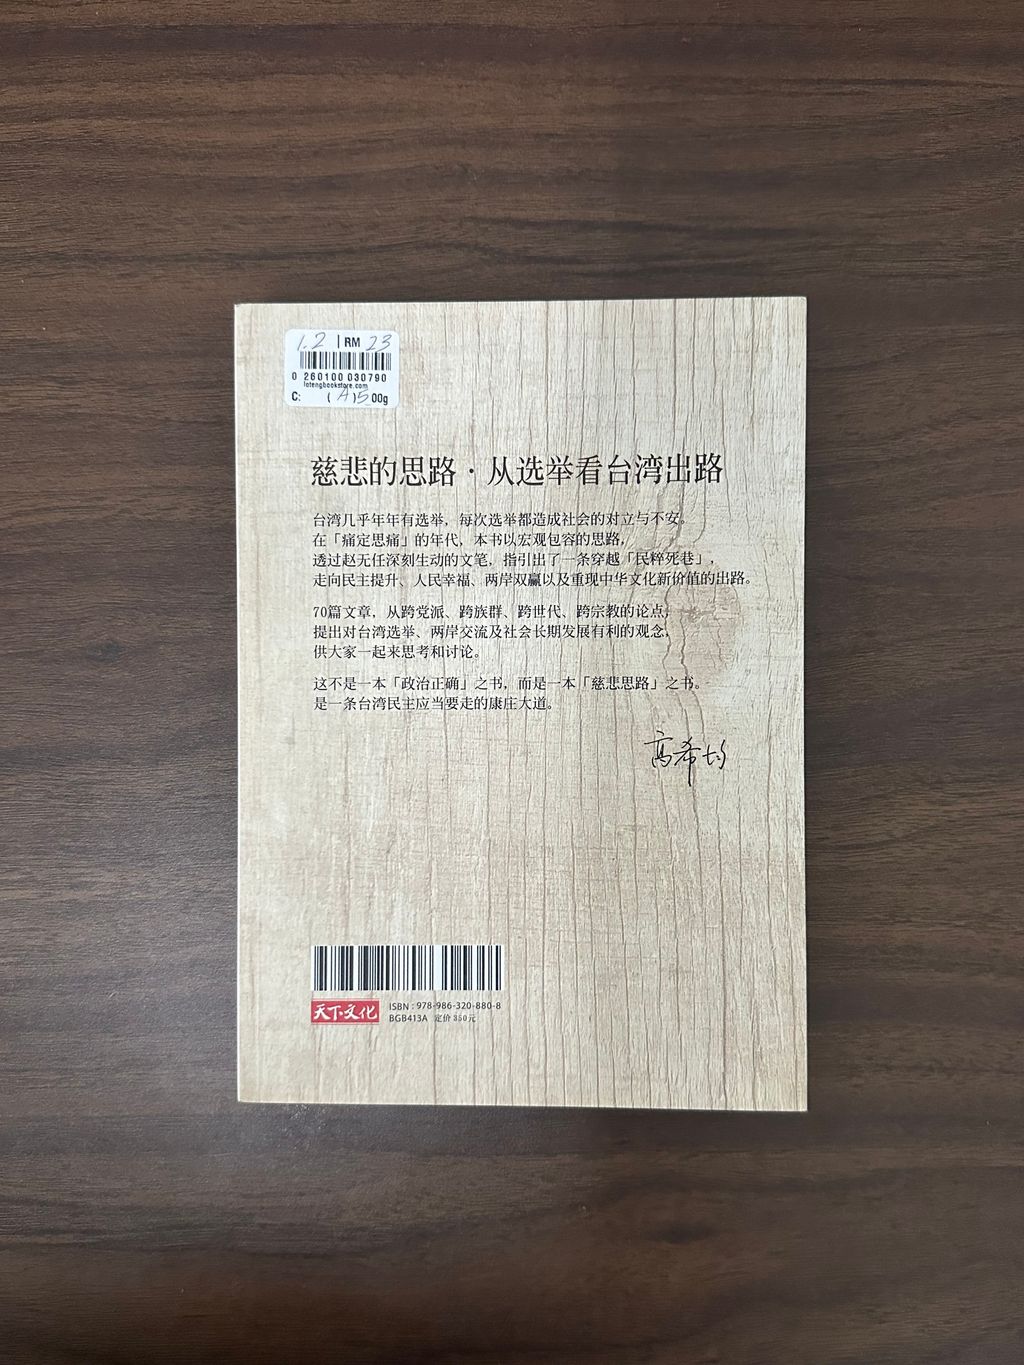 1.2 | RM 23
0 260100 030790
lotengbookstore.com
C: (A) 5.00g
慈悲的思路·从选举看台湾出路
台湾几乎年年有选举，每次选举都造成社会的对立与不安。
在「痛定思痛」的年代，本书以宏观包容的思路，
透过赵无任深刻生动的文笔，指引出了一条穿越「民粹死巷」，
走向民主提升、人民幸福、两岸双赢以及重现中华文化新价值的出路。
70篇文章，从跨党派、跨族群、跨世代、跨宗教的论点，
提出对台湾选举、两岸交流及社会长期发展有利的观念，
供大家一起来思考和讨论。
这不是一本「政治正确」之书，而是一本「慈悲思路」之书。
是一条台湾民主应当要走的康庄大道。
高希均
天下文化
ISBN : 978-986-320-880-8
BGB413A 定价 350元